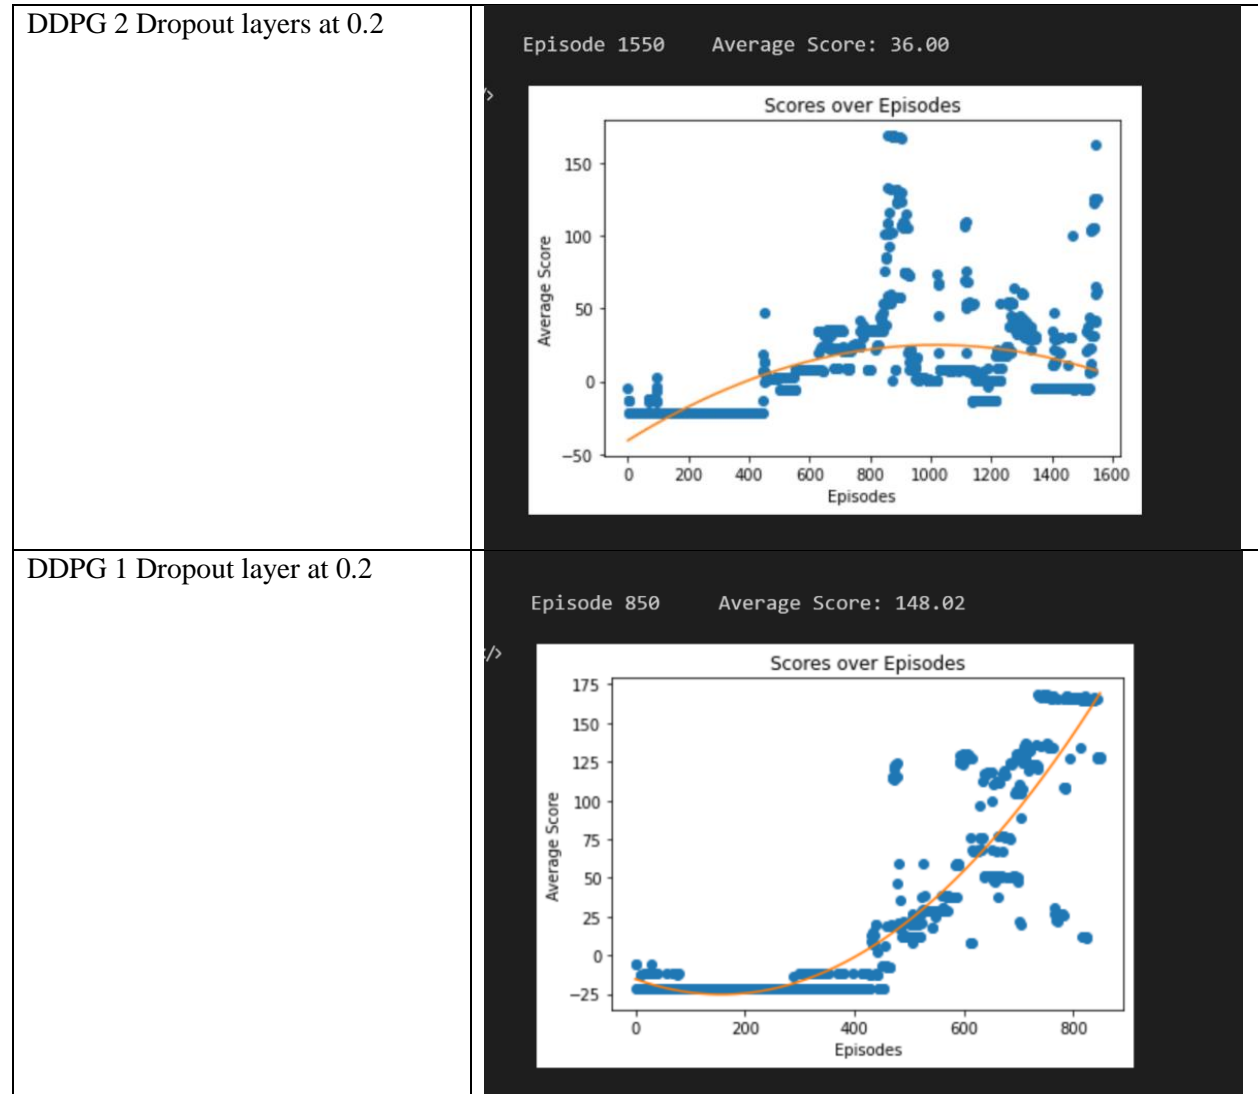 DDPG 2 Dropout layers at 0.2
Episode 1550 Average Score: 36.00
/>
Scores over Episodes
150
100
50
0
−50
Average Score
0 200 400 600 800 1000 1200 1400 1600
Episodes
DDPG 1 Dropout layer at 0.2
Episode 850 Average Score: 148.02
/>
Scores over Episodes
175
150
125
100
75
50
25
0
−25
Average Score
0 200 400 600 800
Episodes